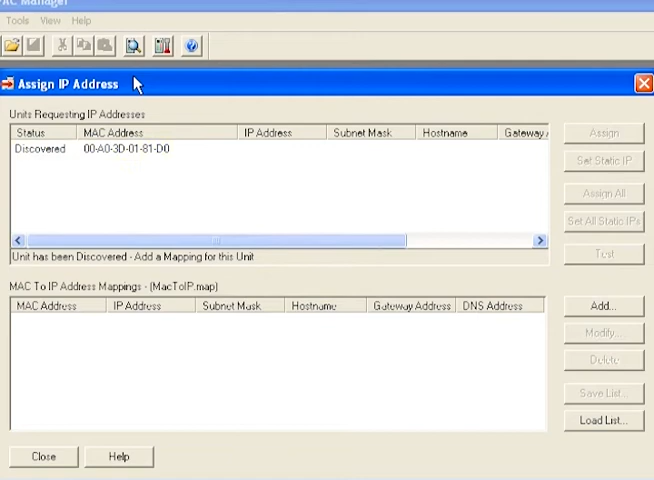 PAC Manager
Tools View Help
Assign IP Address
Units Requesting IP Addresses
Status MAC Address IP Address Subnet Mask Hostname Gateway A
Discovered 00-A0-3D-01-81-D0
Assign
Set Static IP
Assign All
Set All Static IPs
Test
Unit has been Discovered - Add a Mapping for this Unit
MAC To IP Address Mappings - (MacToIP.map)
MAC Address IP Address Subnet Mask Hostname Gateway Address DNS Address
Add...
Modify...
Delete
Save List...
Load List...
Close Help